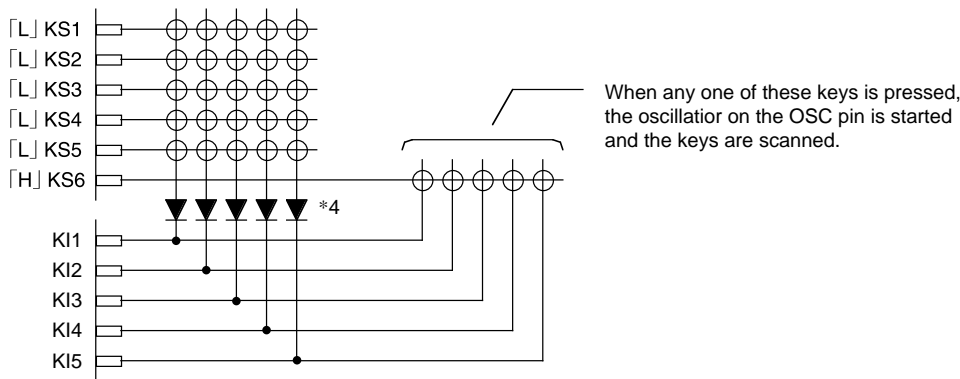 「L」KS1
「L」KS2
「L」KS3
「L」KS4
「L」KS5
「H」KS6
When any one of these keys is pressed,
the oscillatior on the OSC pin is started
and the keys are scanned.
*4
KI1
KI2
KI3
KI4
KI5